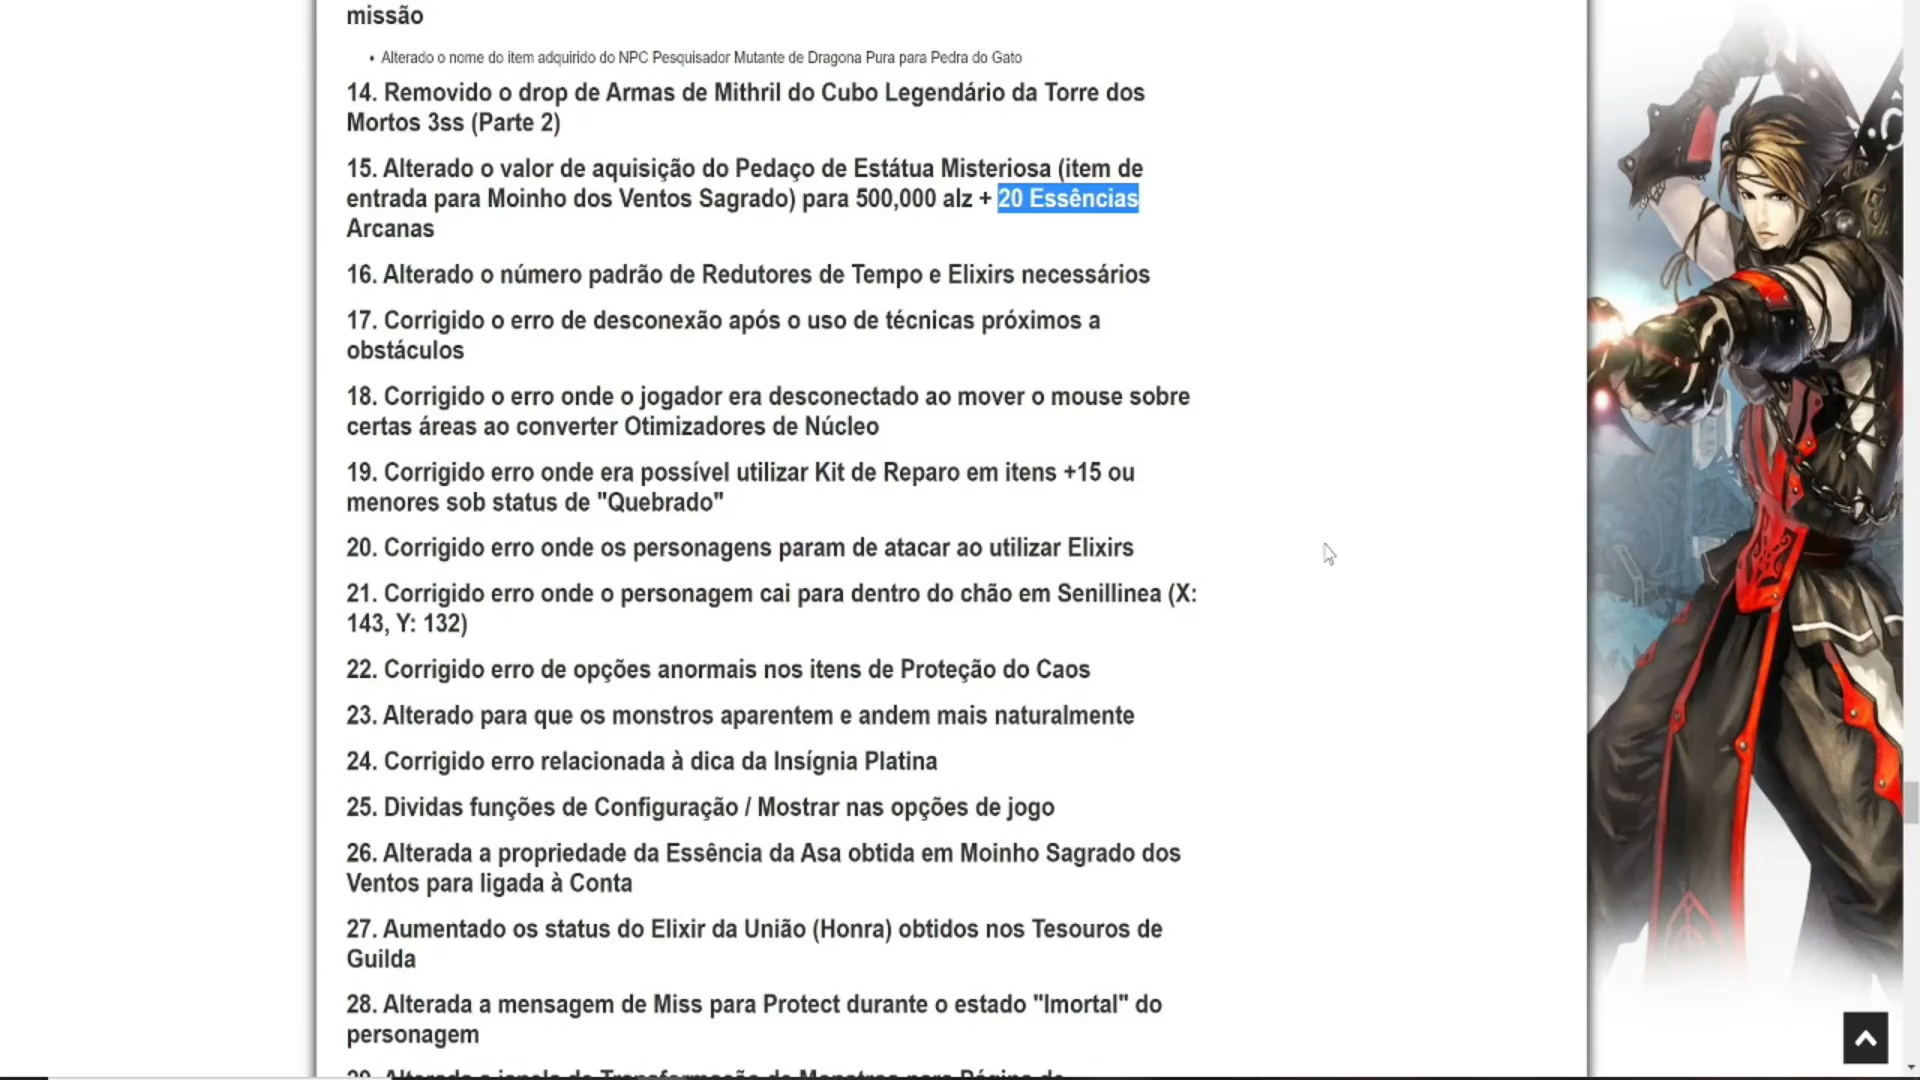 missão
• Alterado o nome do item adquirido do NPC Pesquisador Mutante de Dragona Pura para Pedra do Gato
14. Removido o drop de Armas de Mithril do Cubo Legendário da Torre dos
Mortos 3ss (Parte 2)
15. Alterado o valor de aquisição do Pedaço de Estátua Misteriosa (item de
entrada para Moinho dos Ventos Sagrado) para 500,000 alz + 20 Essências
Arcanas
16. Alterado o número padrão de Redutores de Tempo e Elixirs necessários
17. Corrigido o erro de desconexão após o uso de técnicas próximos a
obstáculos
18. Corrigido o erro onde o jogador era desconectado ao mover o mouse sobre
certas áreas ao converter Otimizadores de Núcleo
19. Corrigido erro onde era possível utilizar Kit de Reparo em itens +15 ou
menores sob status de "Quebrado"
20. Corrigido erro onde os personagens param de atacar ao utilizar Elixirs
21. Corrigido erro onde o personagem cai para dentro do chão em Senillinea (X:
143, Y: 132)
22. Corrigido erro de opções anormais nos itens de Proteção do Caos
23. Alterado para que os monstros aparentem e andem mais naturalmente
24. Corrigido erro relacionada à dica da Insígnia Platina
25. Dividas funções de Configuração / Mostrar nas opções de jogo
26. Alterada a propriedade da Essência da Asa obtida em Moinho Sagrado dos
Ventos para ligada à Conta
27. Aumentado os status do Elixir da União (Honra) obtidos nos Tesouros de
Guilda
28. Alterada a mensagem de Miss para Protect durante o estado "Imortal" do
personagem
29. Alterado a janela de Transformação de Monstros para Página de